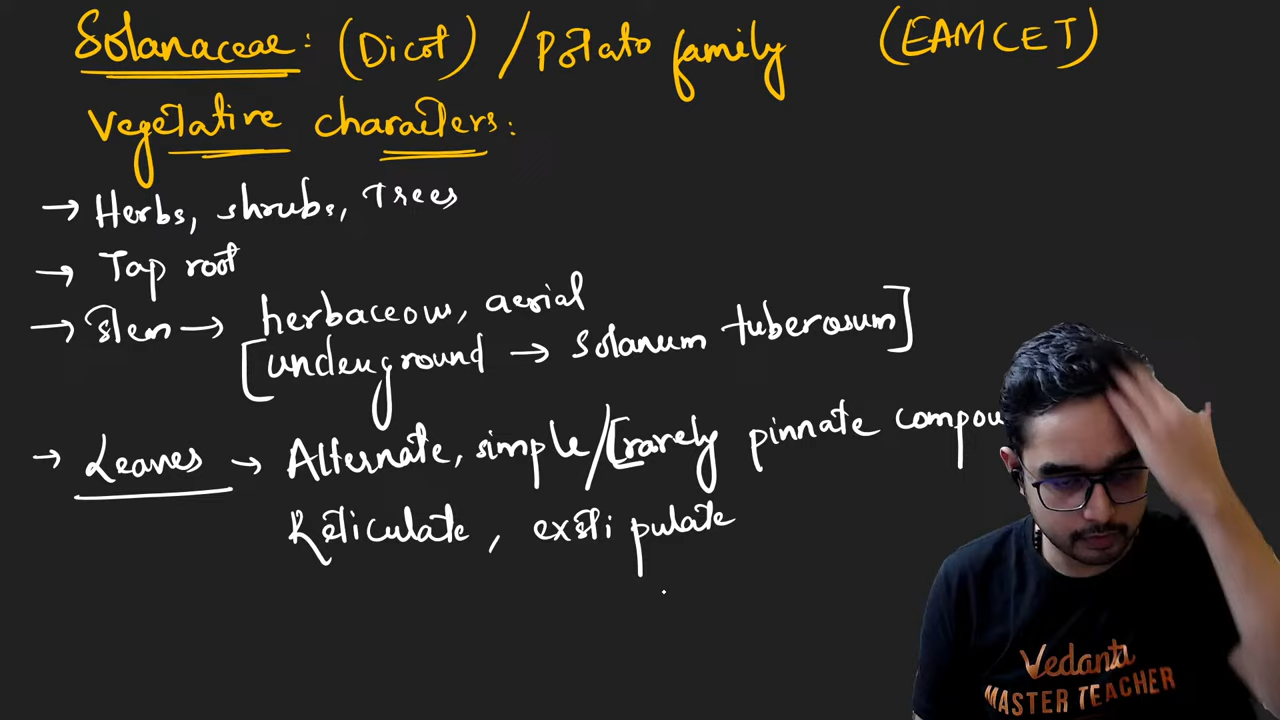 Solanaceae: (Dicot) / Potato family (EAMCET)
Vegetative characters:
→ Herbs, shrubs, Trees
→ Tap root
→ Stem → herbaceous, aerial
[underground → Solanum tuberosum]
→ Leaves → Alternate, simple/[rarely pinnate compou
Reticulate, exstipulate
Vedantu
MASTER TEACHER